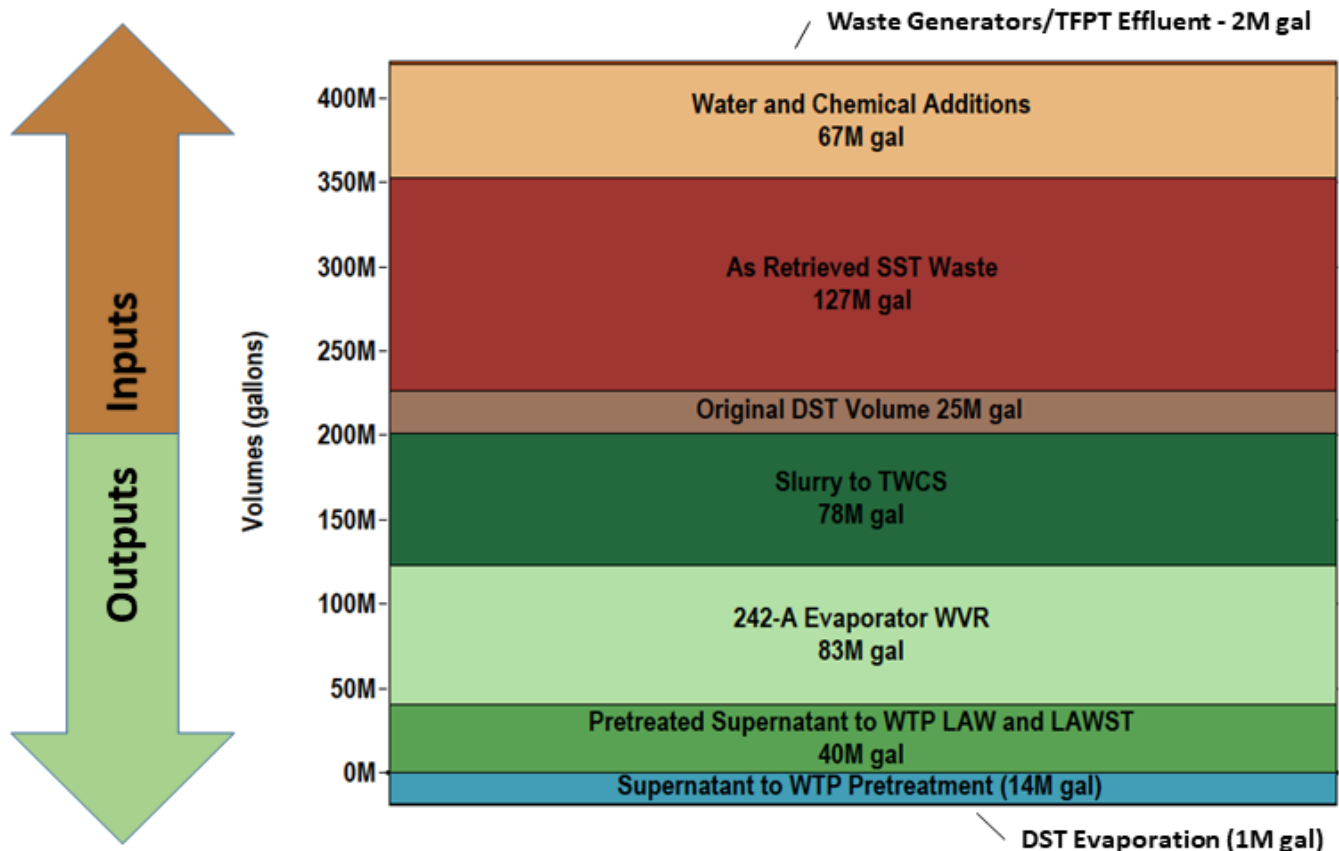 Waste Generators/TFPT Effluent - 2M gal
Inputs
Outputs
Volumes (gallons)
400M
350M
300M
250M
200M
150M
100M
50M
0M
Water and Chemical Additions
67M gal
As Retrieved SST Waste
127M gal
Original DST Volume 25M gal
Slurry to TWCS
78M gal
242-A Evaporator WVR
83M gal
Pretreated Supernatant to WTP LAW and LAWST
40M gal
Supernatant to WTP Pretreatment (14M gal)
DST Evaporation (1M gal)